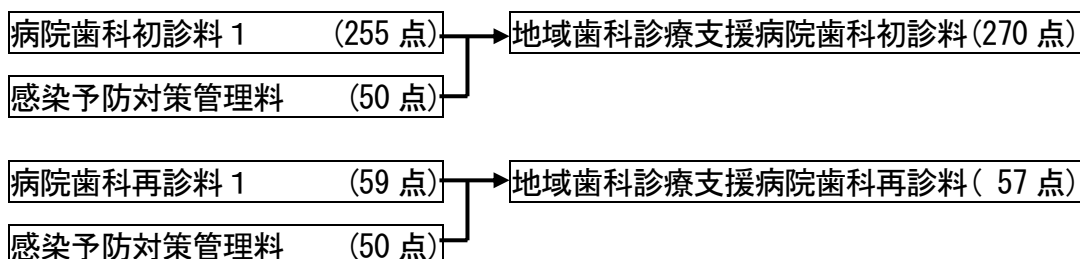 病院歯科初診料１　　(255 点) 地域歯科診療支援病院歯科初診料(270 点)
感染予防対策管理料　　(50 点)
病院歯科再診料１　　(59 点) 地域歯科診療支援病院歯科再診料( 57 点)
感染予防対策管理料　　(50 点)